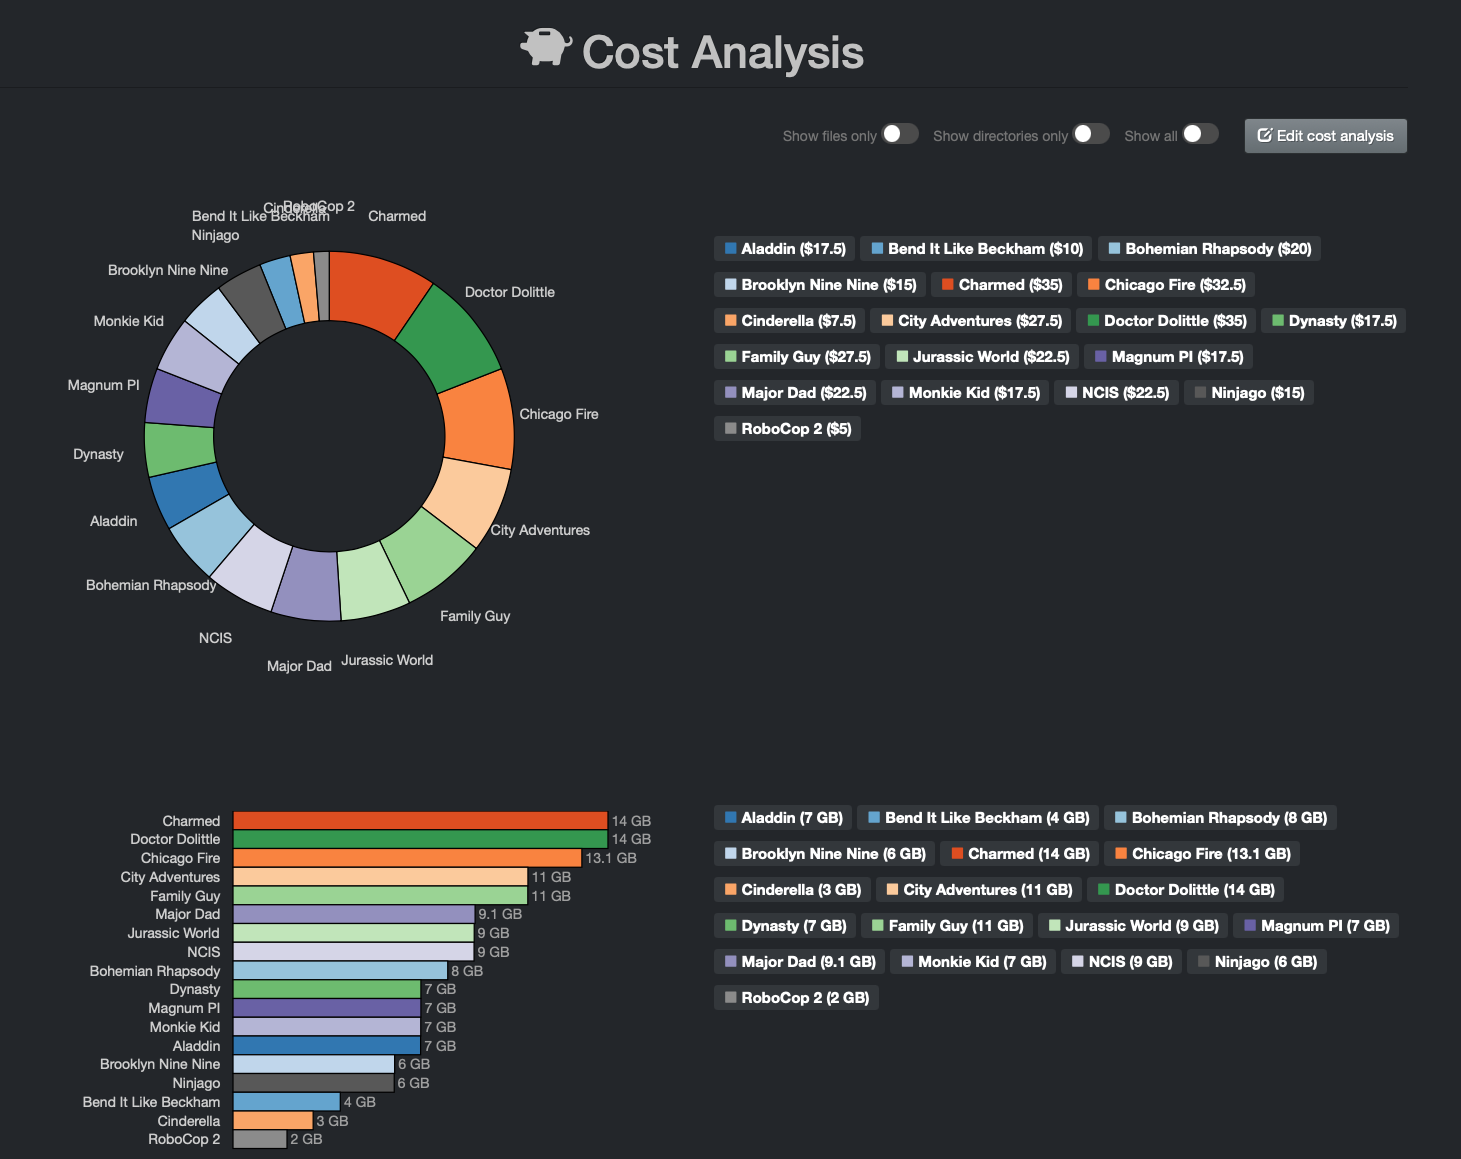 Cost Analysis
Show files only Show directories only Show all Edit cost analysis
RoboCop 2
Cinderella
Bend It Like Beckham
Charmed
Ninjago
Brooklyn Nine Nine
Doctor Dolittle
Monkie Kid
Magnum PI
Chicago Fire
Dynasty
Aladdin
City Adventures
Bohemian Rhapsody
Family Guy
NCIS
Major Dad
Jurassic World
Aladdin ($17.5) Bend It Like Beckham ($10) Bohemian Rhapsody ($20)
Brooklyn Nine Nine ($15) Charmed ($35) Chicago Fire ($32.5)
Cinderella ($7.5) City Adventures ($27.5) Doctor Dolittle ($35) Dynasty ($17.5)
Family Guy ($27.5) Jurassic World ($22.5) Magnum PI ($17.5)
Major Dad ($22.5) Monkie Kid ($17.5) NCIS ($22.5) Ninjago ($15)
RoboCop 2 ($5)
Charmed 14 GB
Doctor Dolittle 14 GB
Chicago Fire 13.1 GB
City Adventures 11 GB
Family Guy 11 GB
Major Dad 9.1 GB
Jurassic World 9 GB
NCIS 9 GB
Bohemian Rhapsody 8 GB
Dynasty 7 GB
Magnum PI 7 GB
Monkie Kid 7 GB
Aladdin 7 GB
Brooklyn Nine Nine 6 GB
Ninjago 6 GB
Bend It Like Beckham 4 GB
Cinderella 3 GB
RoboCop 2 2 GB
Aladdin (7 GB) Bend It Like Beckham (4 GB) Bohemian Rhapsody (8 GB)
Brooklyn Nine Nine (6 GB) Charmed (14 GB) Chicago Fire (13.1 GB)
Cinderella (3 GB) City Adventures (11 GB) Doctor Dolittle (14 GB)
Dynasty (7 GB) Family Guy (11 GB) Jurassic World (9 GB) Magnum PI (7 GB)
Major Dad (9.1 GB) Monkie Kid (7 GB) NCIS (9 GB) Ninjago (6 GB)
RoboCop 2 (2 GB)